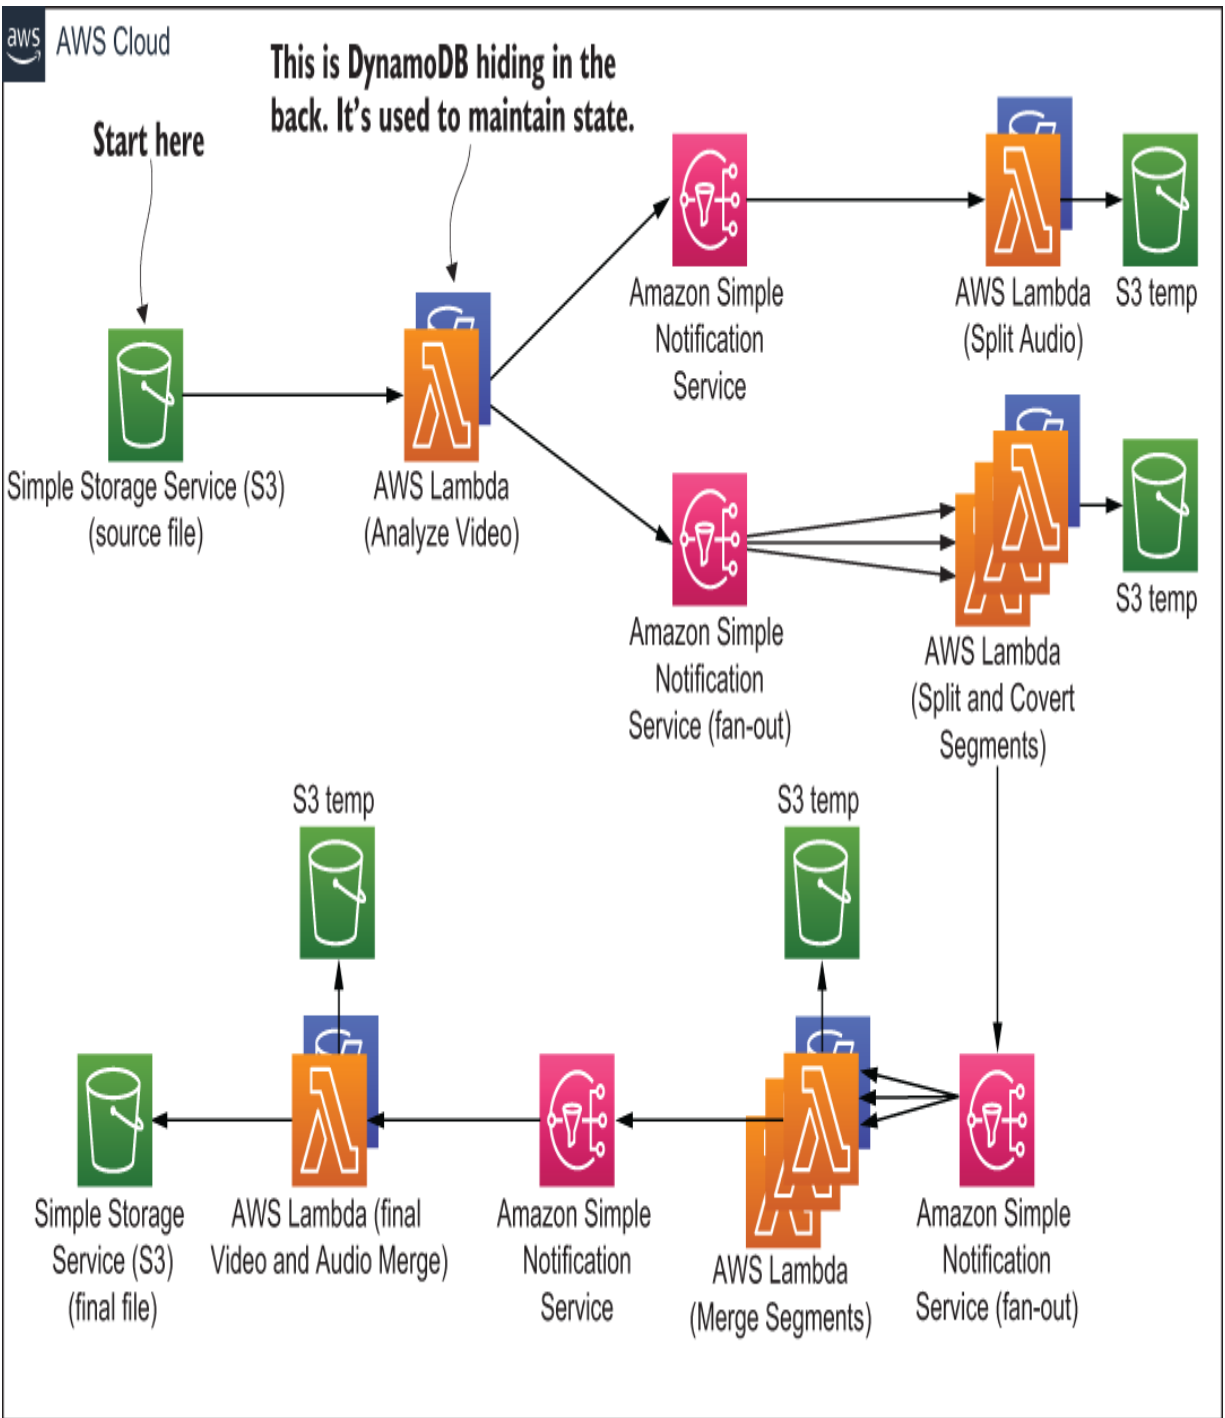 aws
AWS Cloud
This is DynamoDB hiding in the
back. It's used to maintain state.
Start here
Amazon Simple
Notification
Service
AWS Lambda
(Split Audio)
S3 temp
Simple Storage Service (S3)
(source file)
AWS Lambda
(Analyze Video)
S3 temp
Amazon Simple
Notification
Service (fan-out)
AWS Lambda
(Split and Covert
Segments)
S3 temp
S3 temp
Simple Storage
Service (S3)
(final file)
AWS Lambda (final
Video and Audio Merge)
Amazon Simple
Notification
Service
AWS Lambda
(Merge Segments)
Amazon Simple
Notification
Service (fan-out)